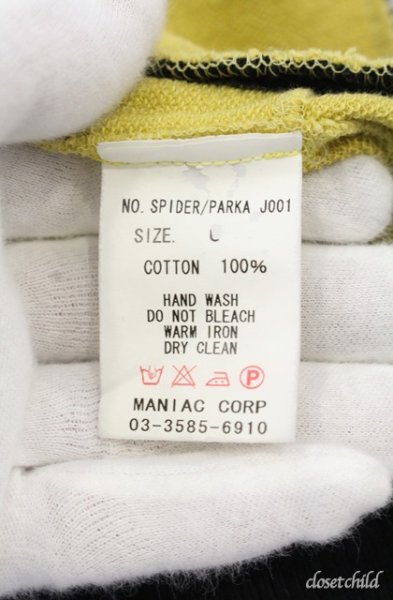 NO. SPIDER/PARKA J001
SIZE.
COTTON 100%
HAND WASH
DO NOT BLEACH
WARM IRON
DRY CLEAN
MANIAC CORP
03-3585-6910
closetchild